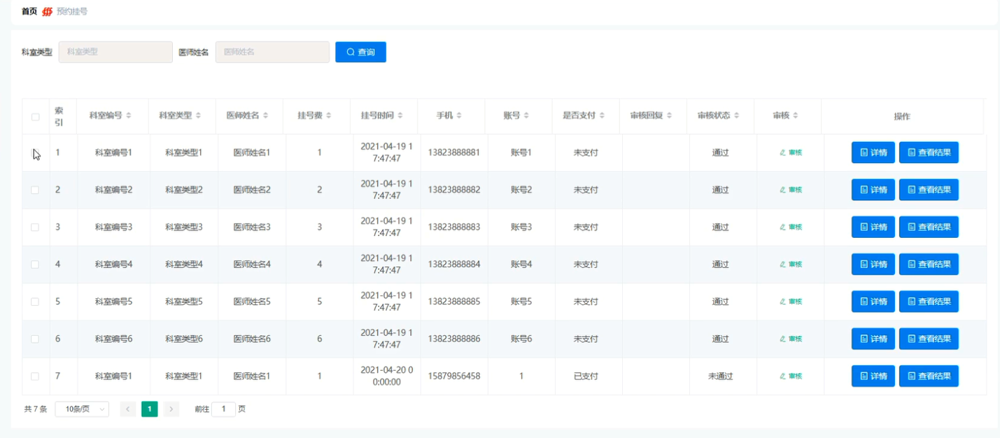 首页 预约挂号
科室类型 科室类型 医师姓名 医师姓名 查询
索引 科室编号 科室类型 医师姓名 挂号费 挂号时间 手机 账号 是否支付 审核回复 审核状态 审核 操作
1 科室编号1 科室类型1 医师姓名1 1 2021-04-19 17:47:47 13823888881 账号1 未支付 通过 审核 详情 查看结果
2 科室编号2 科室类型2 医师姓名2 2 2021-04-19 17:47:47 13823888882 账号2 未支付 通过 审核 详情 查看结果
3 科室编号3 科室类型3 医师姓名3 3 2021-04-19 17:47:47 13823888883 账号3 未支付 通过 审核 详情 查看结果
4 科室编号4 科室类型4 医师姓名4 4 2021-04-19 17:47:47 13823888884 账号4 未支付 通过 审核 详情 查看结果
5 科室编号5 科室类型5 医师姓名5 5 2021-04-19 17:47:47 13823888885 账号5 未支付 通过 审核 详情 查看结果
6 科室编号6 科室类型6 医师姓名6 6 2021-04-19 17:47:47 13823888886 账号6 未支付 通过 审核 详情 查看结果
7 科室编号1 科室类型1 医师姓名1 1 2021-04-20 00:00:00 15879856458 1 已支付 未通过 审核 详情 查看结果
共 7 条 10条/页 1 前往 1 页